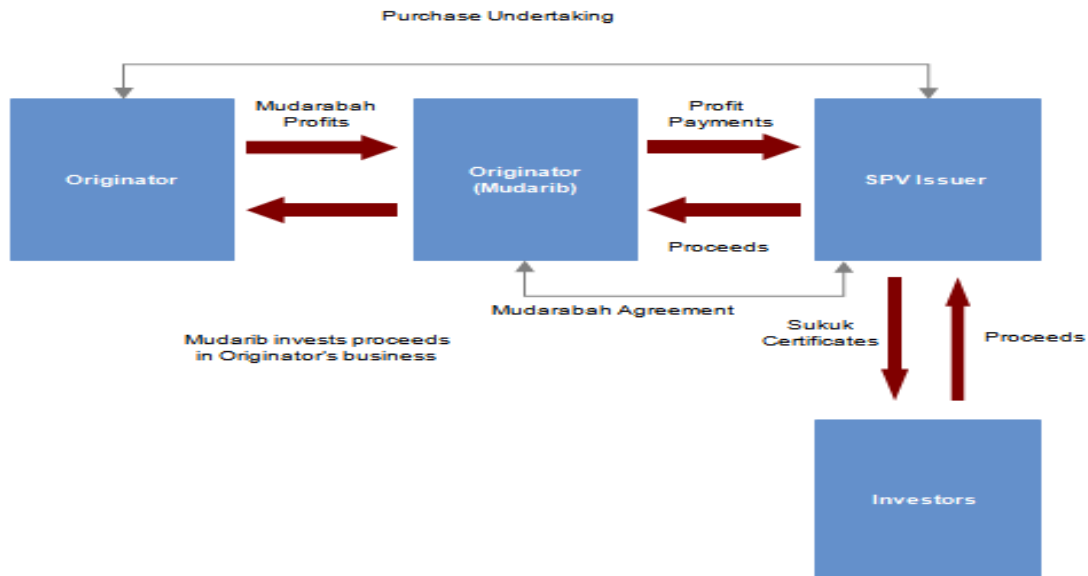 Purchase Undertaking
Mudarabah
Profits
Profit
Payments
Originator
Originator
(Mudarib)
SPV Issuer
Proceeds
Mudarabah Agreement
Mudarib invests proceeds
in Originator's business
Sukuk
Certificates
Proceeds
Investors